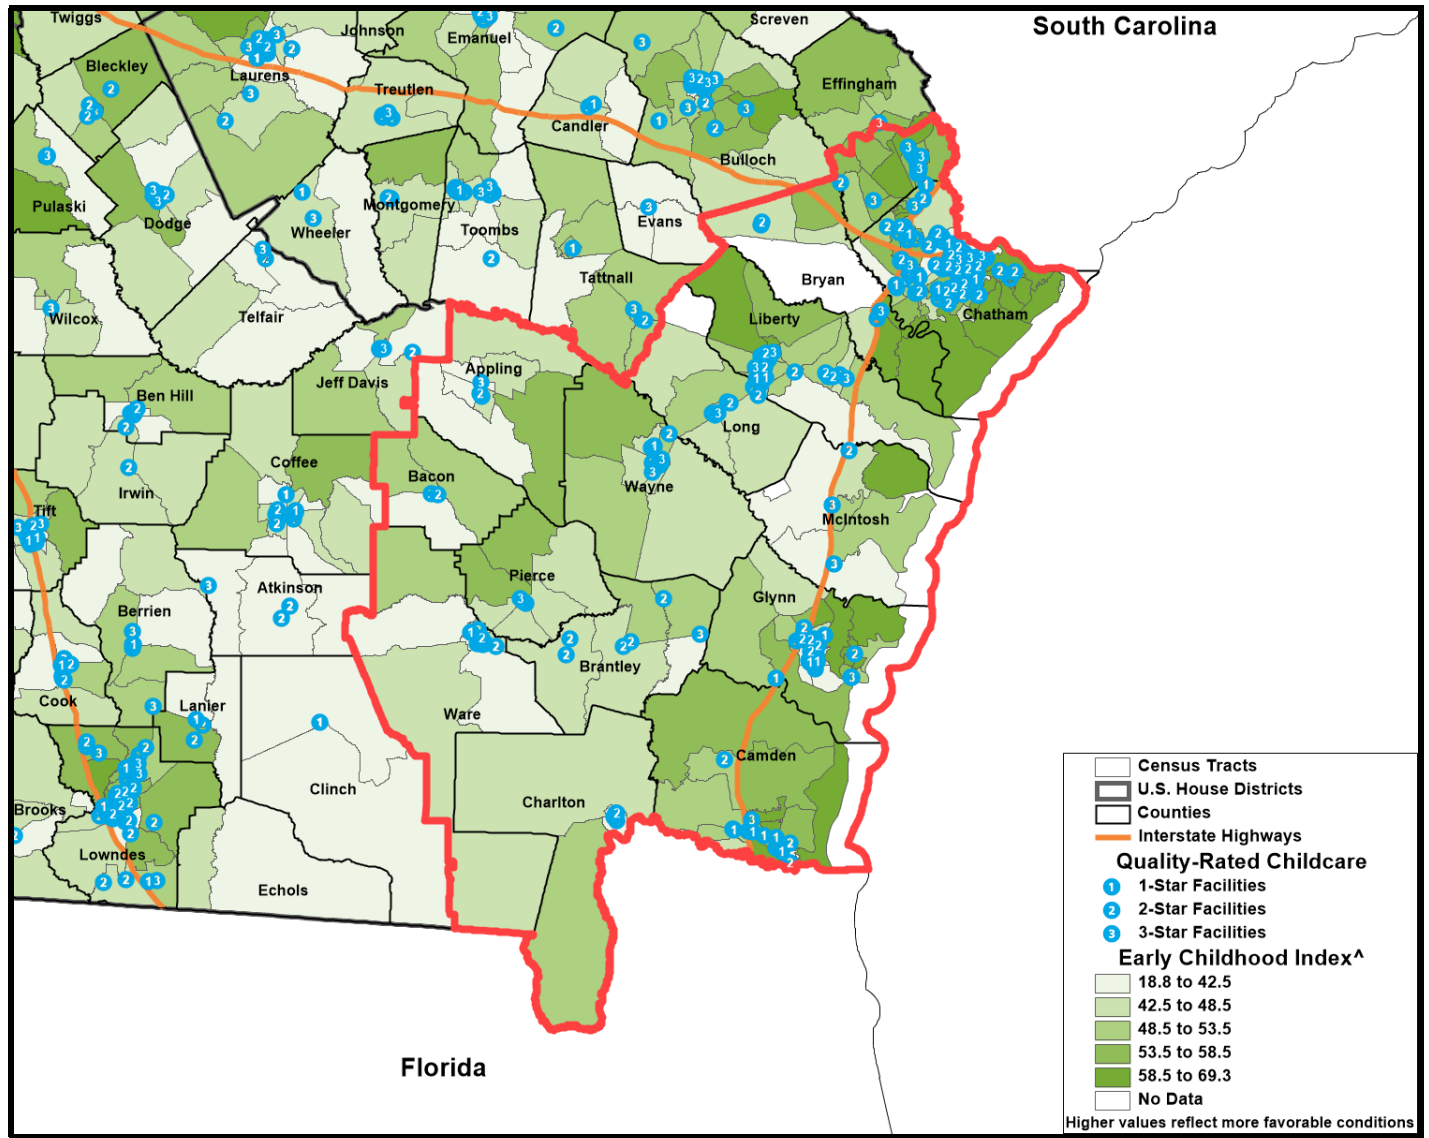 South Carolina
Twiggs
Johnson
Emanuel
Screven
Bleckley
Laurens
Treutlen
Effingham
Candler
Bulloch
Pulaski
Dodge
Wheeler
Montgomery
Toombs
Evans
Tattnall
Bryan
Wilcox
Telfair
Liberty
Chatham
Jeff Davis
Appling
Ben Hill
Long
Coffee
Bacon
Wayne
Irwin
Tift
McIntosh
Atkinson
Pierce
Glynn
Berrien
Brantley
Cook
Lanier
Ware
Camden
Clinch
Charlton
Brooks
Lowndes
Echols
Florida
Census Tracts
U.S. House Districts
Counties
Interstate Highways
Quality-Rated Childcare
1 1-Star Facilities
2 2-Star Facilities
3 3-Star Facilities
Early Childhood Index^
18.8 to 42.5
42.5 to 48.5
48.5 to 53.5
53.5 to 58.5
58.5 to 69.3
No Data
Higher values reflect more favorable conditions